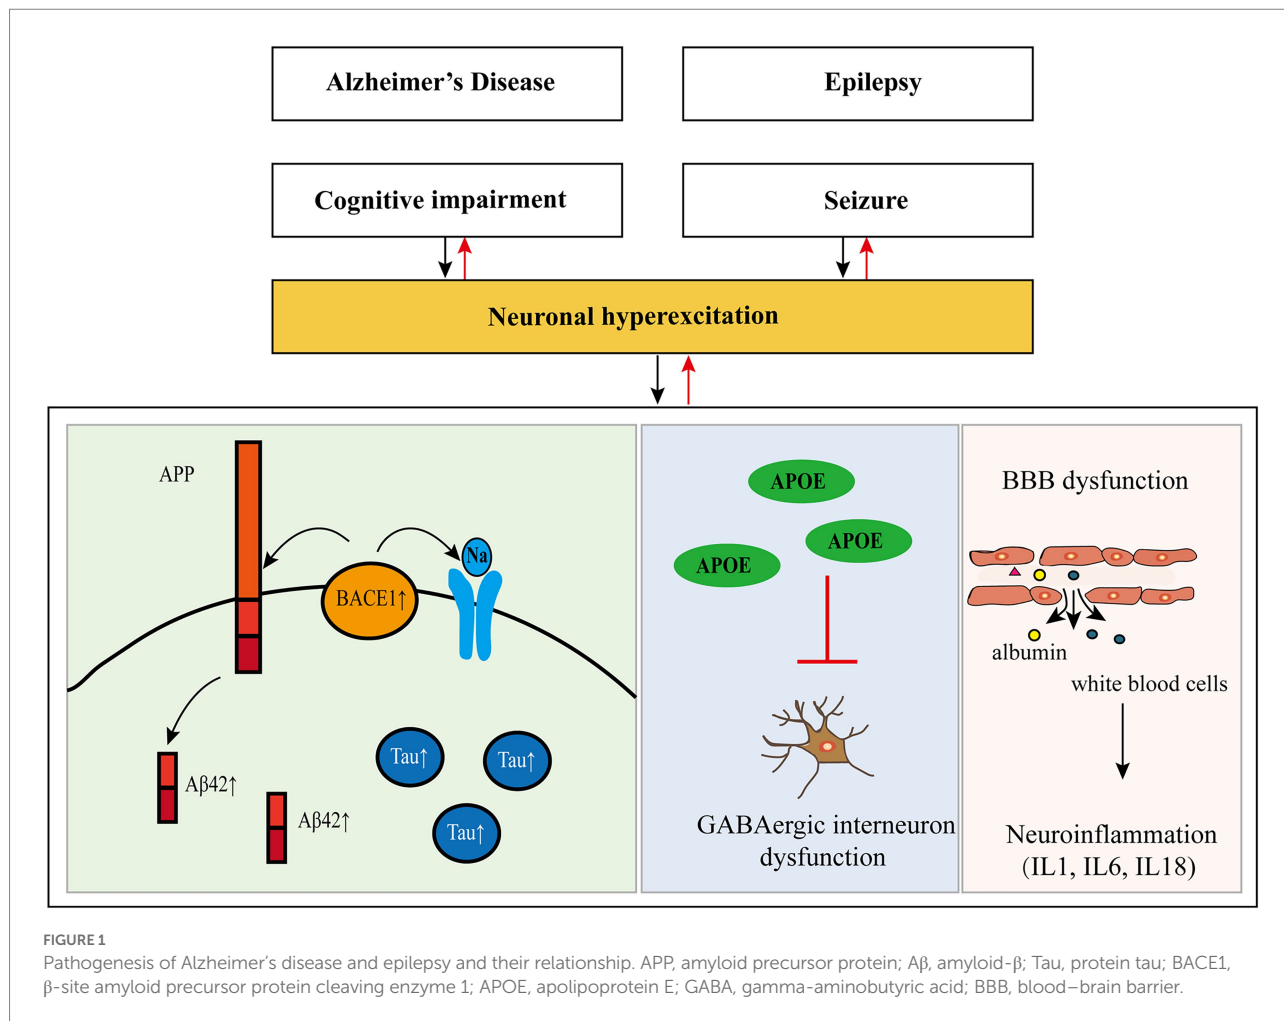 Alzheimer’s Disease
Epilepsy
Cognitive impairment
Seizure
Neuronal hyperexcitation
APP
BACE1↑
Na
Aβ42↑
Aβ42↑
Tau↑
Tau↑
Tau↑
APOE
APOE
APOE
GABAergic interneuron
dysfunction
BBB dysfunction
albumin
white blood cells
Neuroinflammation
(IL1, IL6, IL18)
FIGURE 1
Pathogenesis of Alzheimer’s disease and epilepsy and their relationship. APP, amyloid precursor protein; Aβ, amyloid-β; Tau, protein tau; BACE1,
β-site amyloid precursor protein cleaving enzyme 1; APOE, apolipoprotein E; GABA, gamma-aminobutyric acid; BBB, blood–brain barrier.